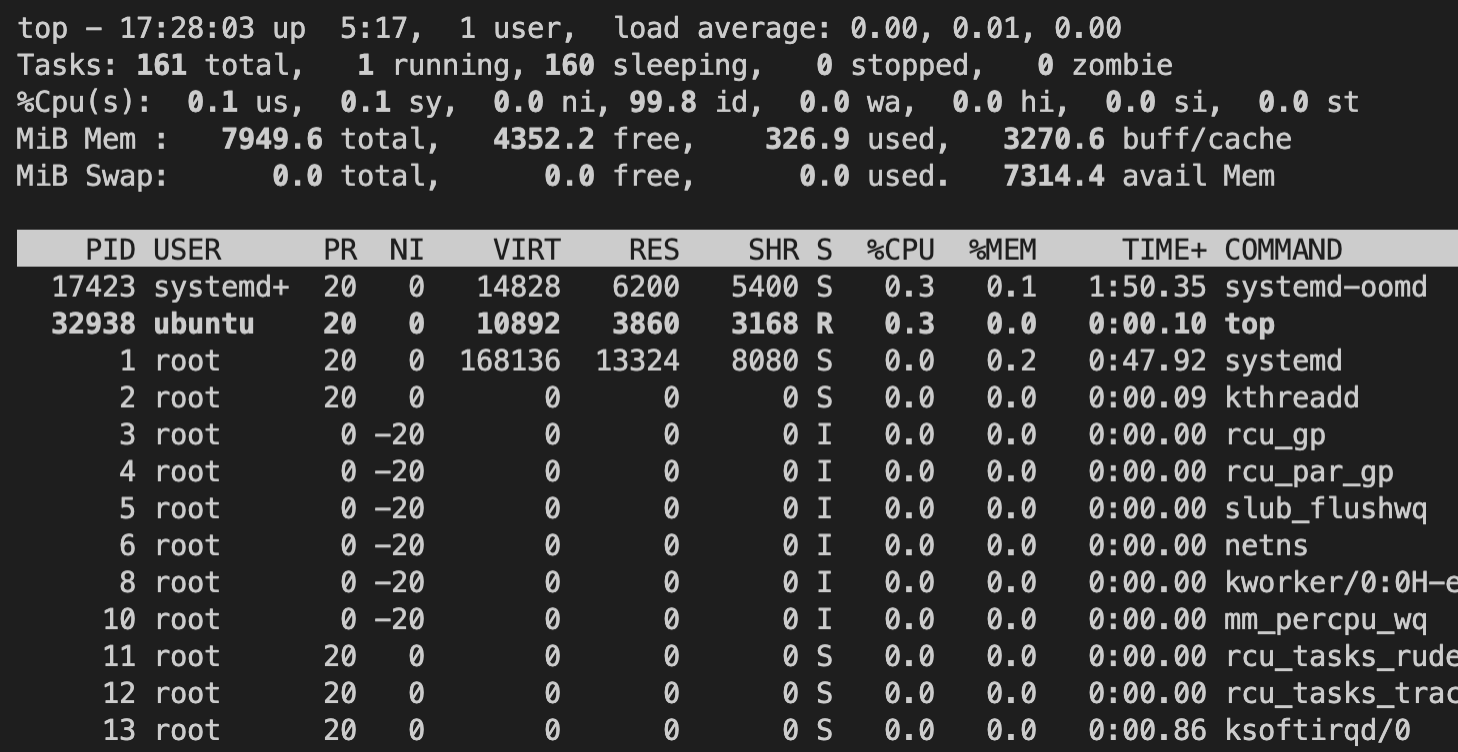 top - 17:28:03 up  5:17,  1 user,  load average: 0.00, 0.01, 0.00
Tasks: 161 total,   1 running, 160 sleeping,   0 stopped,   0 zombie
%Cpu(s):  0.1 us,  0.1 sy,  0.0 ni, 99.8 id,  0.0 wa,  0.0 hi,  0.0 si,  0.0 st
MiB Mem :   7949.6 total,   4352.2 free,    326.9 used,   3270.6 buff/cache
MiB Swap:      0.0 total,      0.0 free,      0.0 used.   7314.4 avail Mem
    PID USER      PR  NI    VIRT    RES    SHR S  %CPU  %MEM     TIME+ COMMAND
  17423 systemd+  20   0   14828   6200   5400 S   0.3   0.1   1:50.35 systemd-oomd
  32938 ubuntu    20   0   10892   3860   3168 R   0.3   0.0   0:00.10 top
      1 root      20   0  168136  13324   8080 S   0.0   0.2   0:47.92 systemd
      2 root      20   0       0      0      0 S   0.0   0.0   0:00.09 kthreadd
      3 root       0 -20       0      0      0 I   0.0   0.0   0:00.00 rcu_gp
      4 root       0 -20       0      0      0 I   0.0   0.0   0:00.00 rcu_par_gp
      5 root       0 -20       0      0      0 I   0.0   0.0   0:00.00 slub_flushwq
      6 root       0 -20       0      0      0 I   0.0   0.0   0:00.00 netns
      8 root       0 -20       0      0      0 I   0.0   0.0   0:00.00 kworker/0:0H-e
     10 root       0 -20       0      0      0 I   0.0   0.0   0:00.00 mm_percpu_wq
     11 root      20   0       0      0      0 S   0.0   0.0   0:00.00 rcu_tasks_rude
     12 root      20   0       0      0      0 S   0.0   0.0   0:00.00 rcu_tasks_trac
     13 root      20   0       0      0      0 S   0.0   0.0   0:00.86 ksoftirqd/0